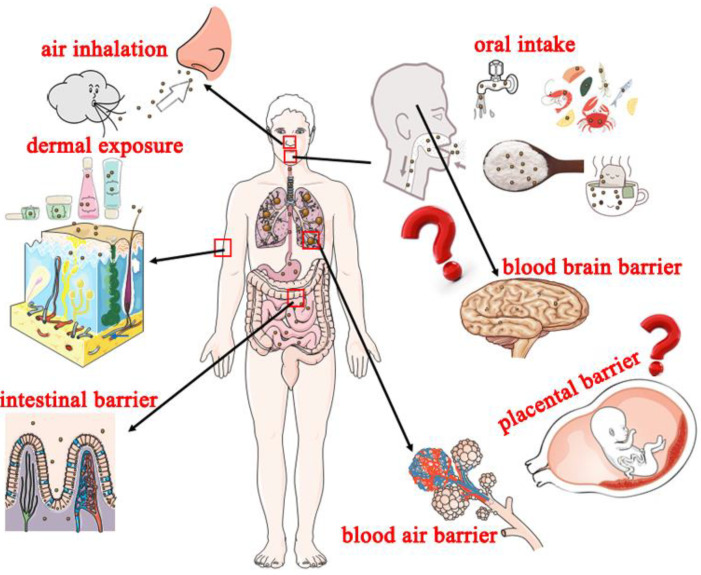 air inhalation
oral intake
dermal exposure
blood brain barrier
placental barrier
intestinal barrier
blood air barrier